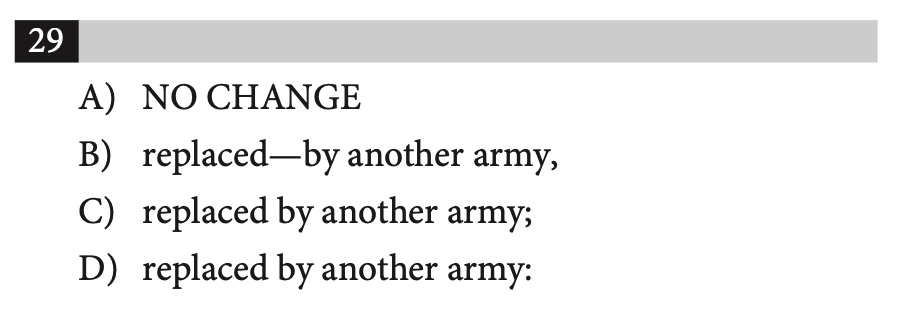 29
A) NO CHANGE
B) replaced—by another army,
C) replaced by another army;
D) replaced by another army: